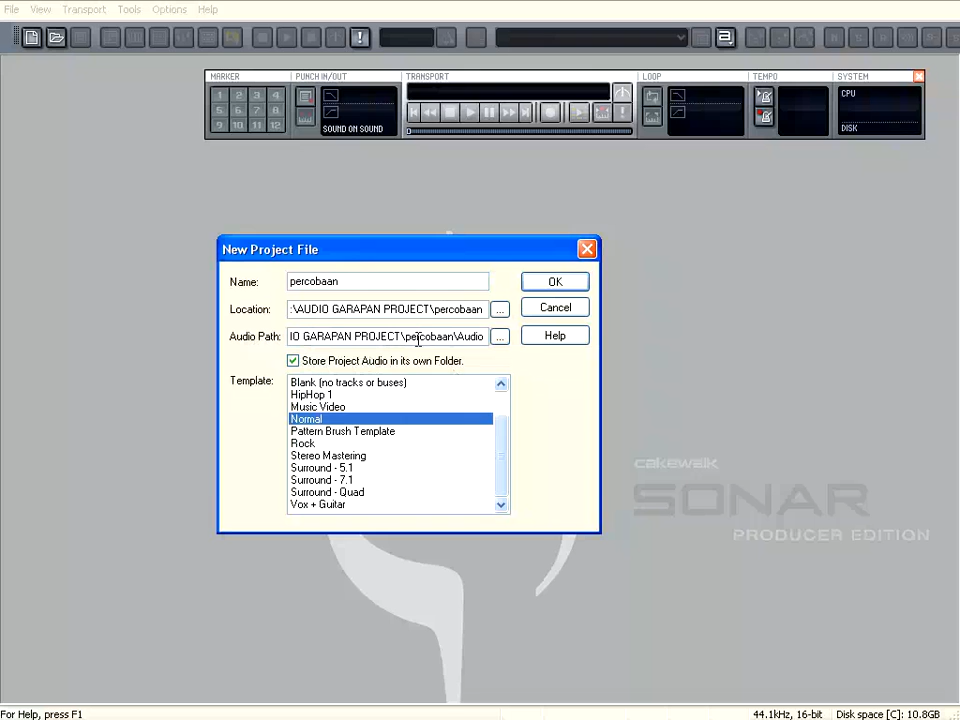 File View Transport Tools Options Help
MARKER PUNCH IN/OUT TRANSPORT LOOP TEMPO SYSTEM
1 2 3 4
5 6 7 8
9 10 11 12
SOUND ON SOUND
CPU
DISK
New Project File
Name: percobaan OK
Location: :\AUDIO GARAPAN PROJECT\percobaan ... Cancel
Audio Path: IO GARAPAN PROJECT\percobaan\Audio ... Help
Store Project Audio in its own Folder.
Template:
Blank (no tracks or buses)
HipHop 1
Music Video
Normal
Pattern Brush Template
Rock
Stereo Mastering
Surround - 5.1
Surround - 7.1
Surround - Quad
Vox + Guitar
cakewalk
SONAR
PRODUCER EDITION
For Help, press F1 44.1kHz, 16-bit Disk space [C]: 10.8GB